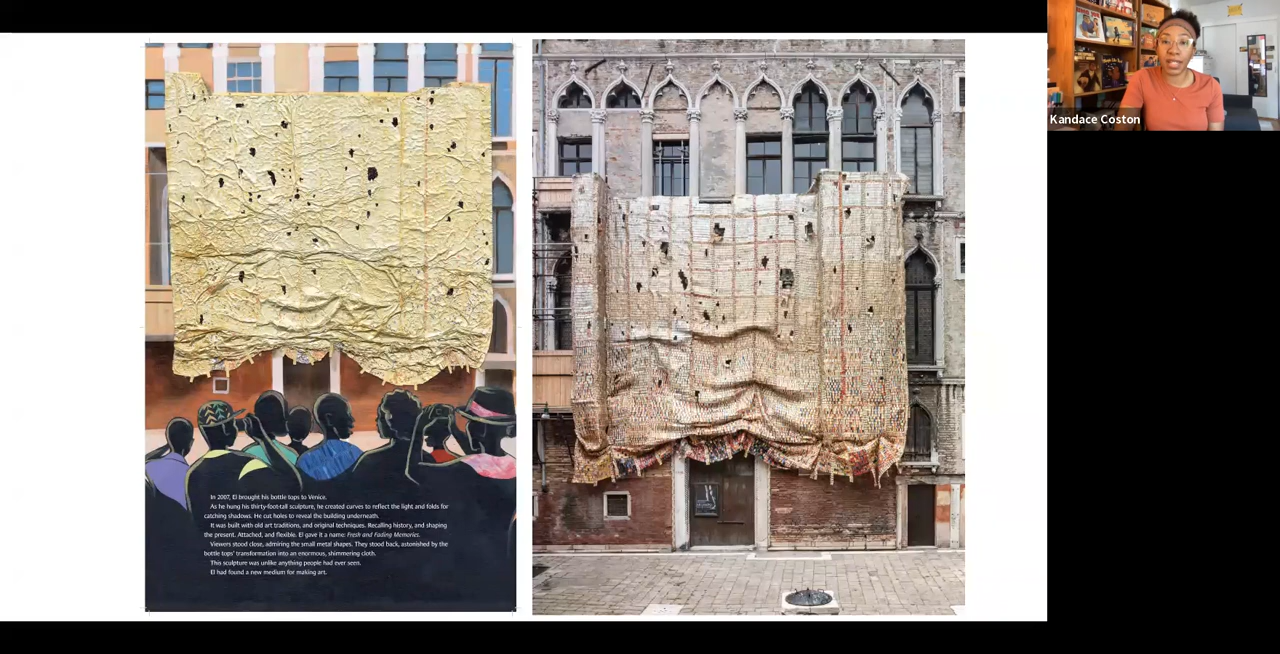 Kandace Coston
In 2007, El brought his bottle tops to Venice.
As he hung his thirty-foot-tall sculpture, he created curves to reflect the light and folds for
catching shadows. He cut holes to reveal the building underneath.
It was built with old art traditions, and original techniques. Recalling history, and shaping
the present. Attached, and flexible. El gave it a name: Fresh and Fading Memories.
Viewers stood close, admiring the small metal shapes. They stood back, astonished by the
bottle tops' transformation into an enormous, shimmering cloth.
This sculpture was unlike anything people had ever seen.
El had found a new medium for making art.